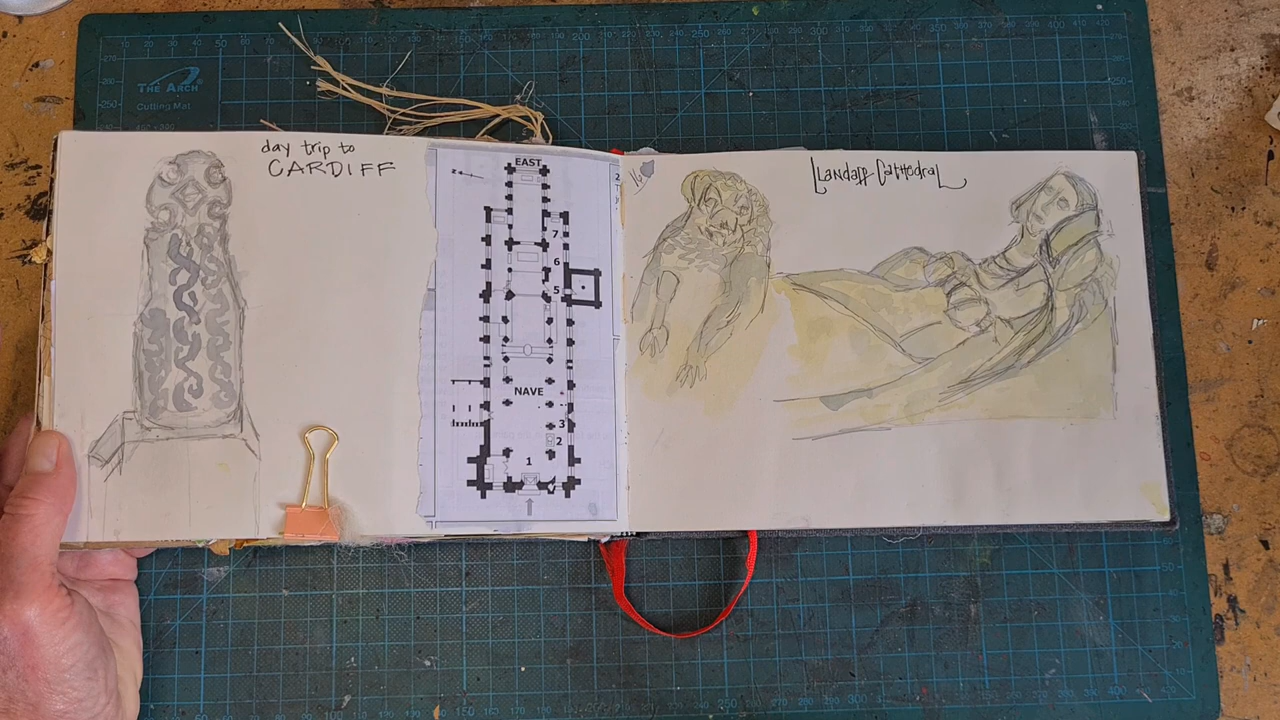 THE ARCH
Cutting Mat
day trip to
CARDIFF
EAST
7
6
5
NAVE
3
2
1
Llandaff Cathedral